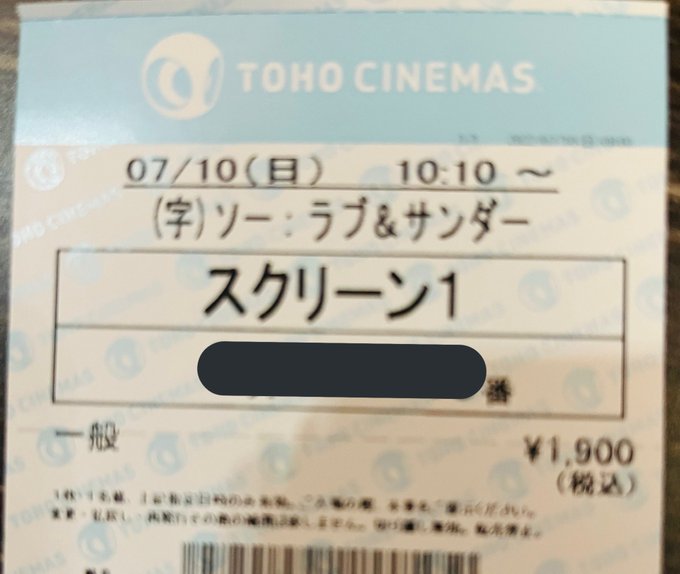 TOHO CINEMAS
07/10(日) 10:10 ～
(字)ソー:ラブ&サンダー
スクリーン1
番
一般
¥1,900
(税込)